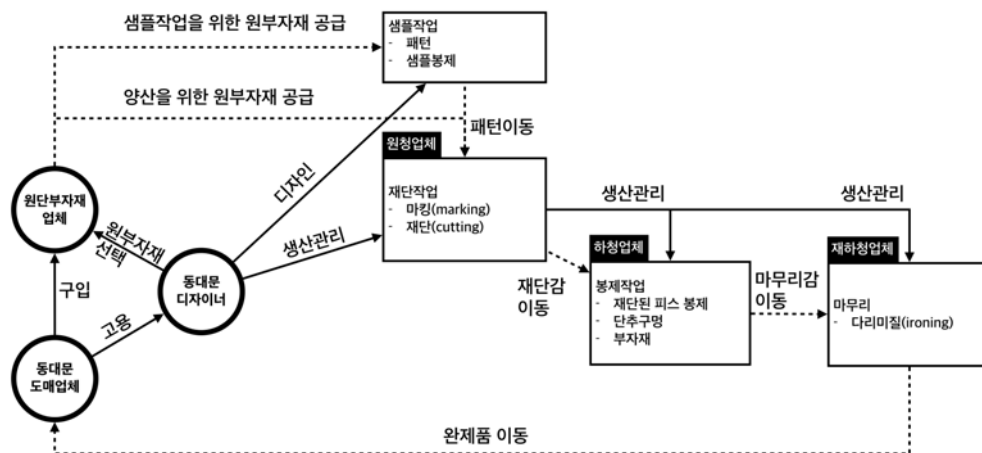 샘플작업을 위한 원부자재 공급
샘플작업
- 패턴
- 샘플봉제
양산을 위한 원부자재 공급
패턴이동
원청업체
재단작업
- 마킹(marking)
- 재단(cutting)
디자인
생산관리
생산관리
생산관리
원단부자재
업체
원부자재
선택
동대문
디자이너
구입
고용
동대문
도매업체
재단감
이동
하청업체
봉제작업
- 재단된 피스 봉제
- 단추구멍
- 부자재
마무리감
이동
재하청업체
마무리
- 다리미질(ironing)
완제품 이동